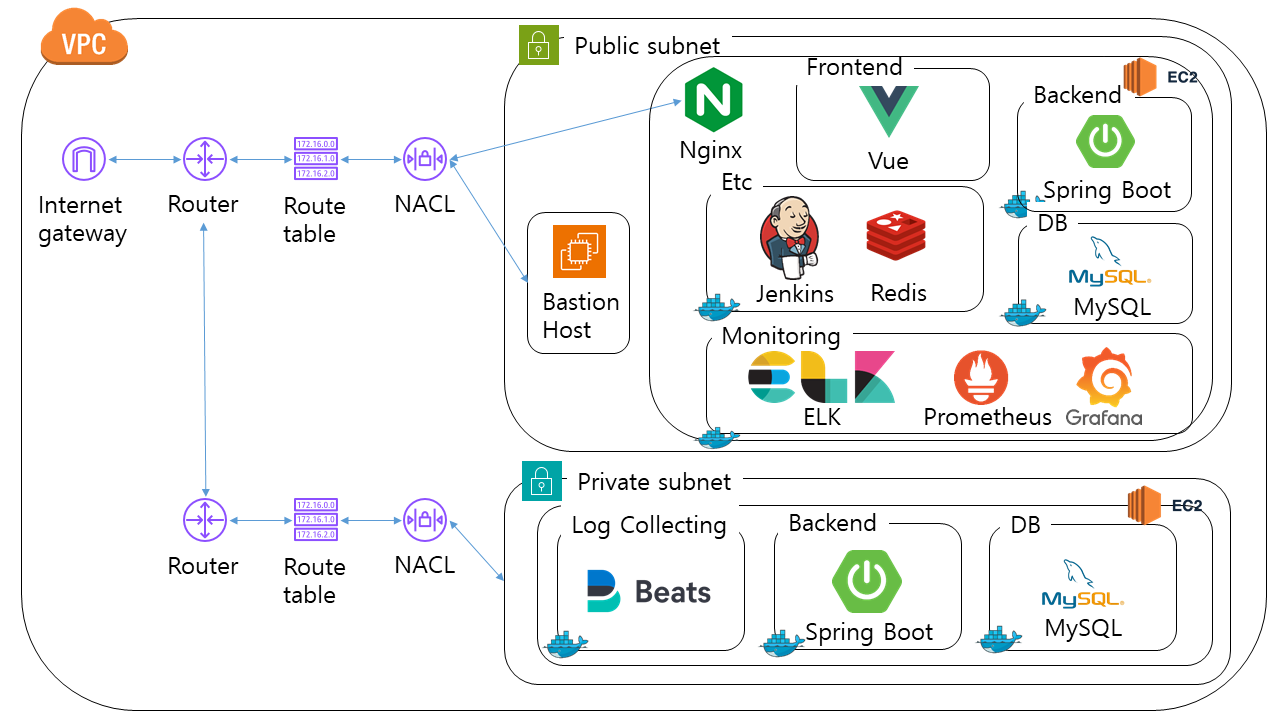 VPC
Public subnet
EC2
Frontend
Backend
N
Nginx
Vue
Spring Boot
172.16.0.0
172.16.1.0
172.16.2.0
Internet
gateway
Router
Route
table
NACL
Etc
Jenkins
Redis
DB
MySQL®
MySQL
Bastion
Host
Monitoring
ELK
ELK
Prometheus
Grafana
Private subnet
EC2
Log Collecting
Backend
DB
172.16.0.0
172.16.1.0
172.16.2.0
Router
Route
table
NACL
B Beats
Spring Boot
MySQL®
MySQL